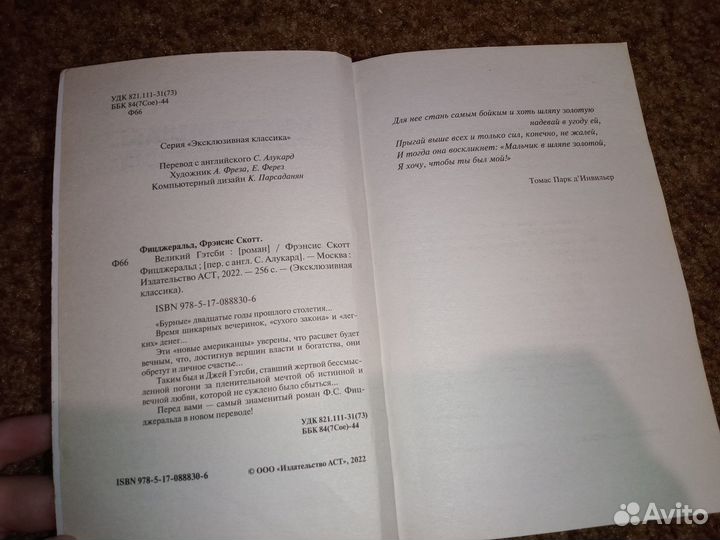 УДК 821.111-31(73)
ББК 84(7Сое)-44
Ф66
Серия «Эксклюзивная классика»
Перевод с английского С. Алукард
Художник А. Фреза, Е. Ферез
Компьютерный дизайн К. Парсаданян
Фицджеральд, Фрэнсис Скотт.
Ф66 Великий Гэтсби : [роман] / Фрэнсис Скотт
Фицджеральд ; [пер. с англ. С. Алукард]. — Москва :
Издательство АСТ, 2022. — 256 с. — (Эксклюзивная
классика).
ISBN 978-5-17-088830-6
«Бурные» двадцатые годы прошлого столетия...
Время шикарных вечеринок, «сухого закона» и «лег-
ких» денег...
Эти «новые американцы» уверены, что расцвет будет
вечным, что, достигнув вершин власти и богатства, они
обретут и личное счастье...
Таким был и Джей Гэтсби, ставший жертвой бессмыс-
ленной погони за пленительной мечтой об истинной и
вечной любви, которой не суждено было сбыться...
Перед вами — самый знаменитый роман Ф.С. Фиц-
джеральда в новом переводе!
УДК 821.111-31(73)
ББК 84(7Сое)-44
ISBN 978-5-17-088830-6
© ООО «Издательство АСТ», 2022
Для нее стань самым бойким и хоть шляпу золотую
надевай в угоду ей,
Прыгай выше всех и только сил, конечно, не жалей,
И тогда она воскликнет: «Мальчик в шляпе золотой,
Я хочу, чтобы ты был мой!»
Томас Парк д'Инвильер
Avito